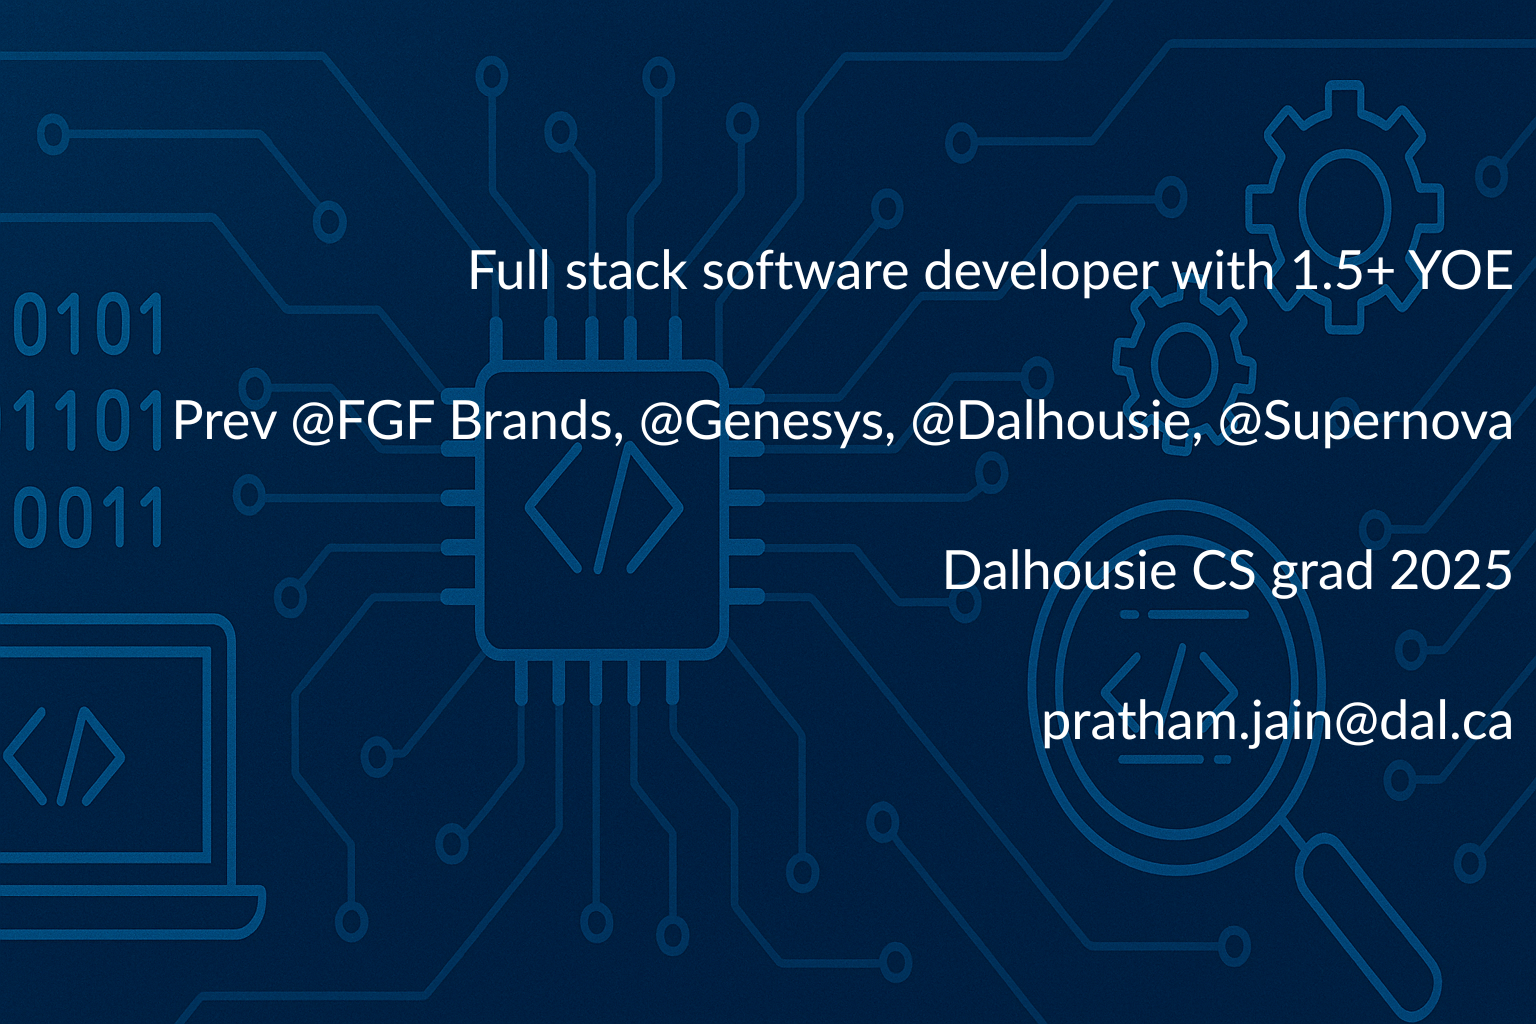 Full stack software developer with 1.5+ YOE
0101
Prev @FGF Brands, @Genesys, @Dalhousie, @Supernova
1101
</>
0011
Dalhousie CS grad 2025
</>
pratham.jain@dal.ca
</>